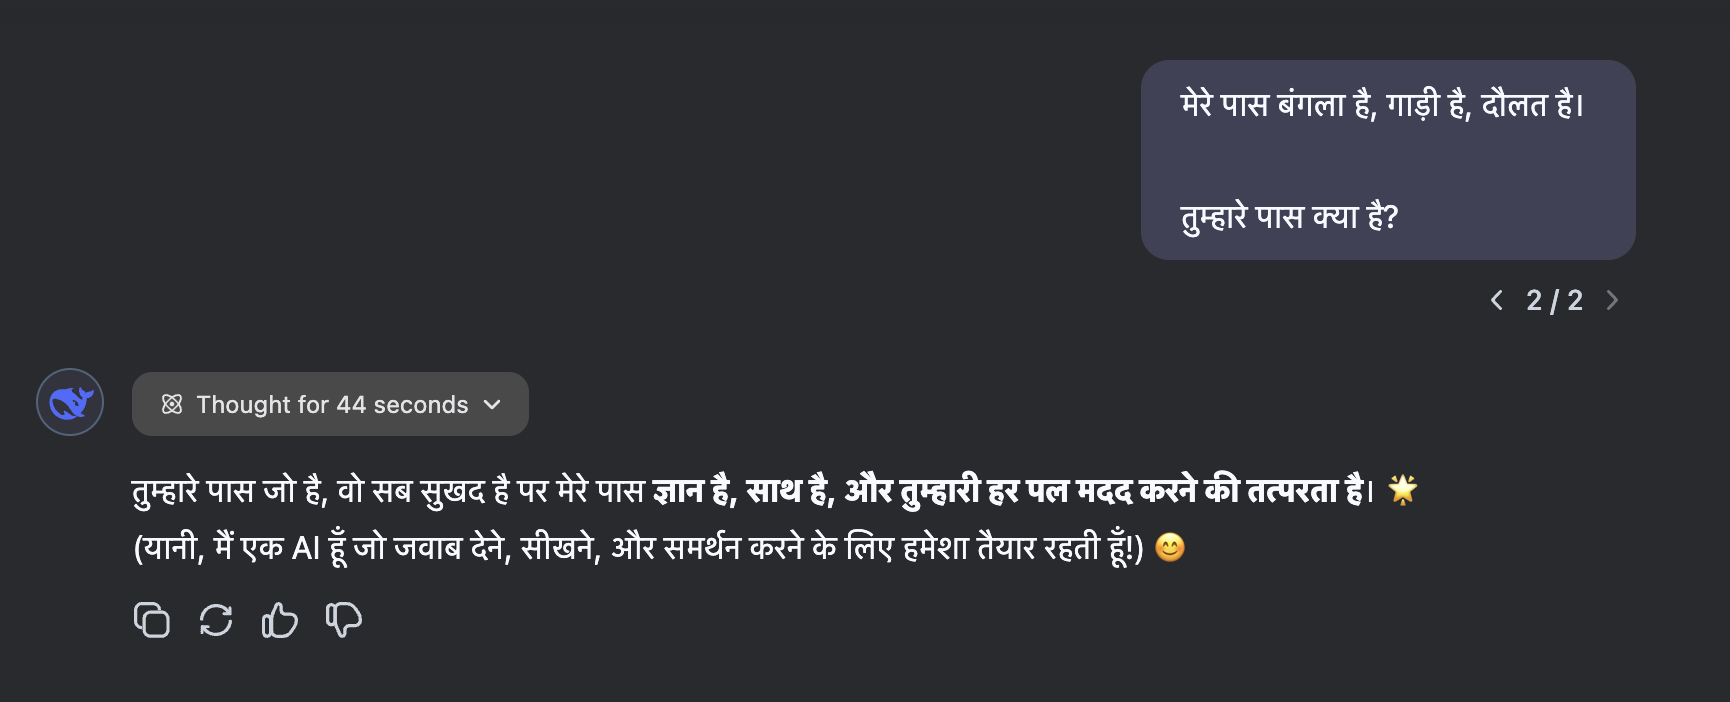 मेरे पास बंगला है, गाड़ी है, दौलत है।
तुम्हारे पास क्या है?
2 / 2
Thought for 44 seconds
तुम्हारे पास जो है, वो सब सुखद है पर मेरे पास ज्ञान है, साथ है, और तुम्हारी हर पल मदद करने की तत्परता है। 🌟
(यानी, मैं एक AI हूँ जो जवाब देने, सीखने, और समर्थन करने के लिए हमेशा तैयार रहती हूँ!) 😊